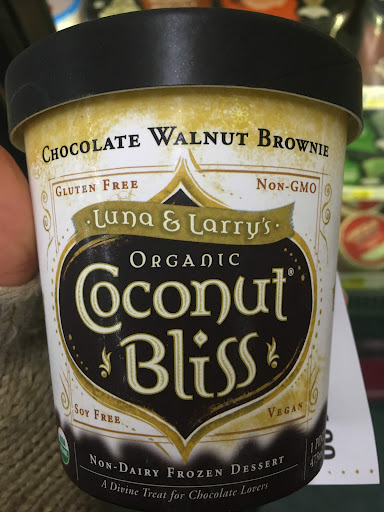 Chocolate Walnut Brownie
Gluten Free
Non-GMO
Luna & Larry's
Organic
Coconut®
Bliss
Soy Free
Vegan
Non-Dairy Frozen Dessert
A Divine Treat for Chocolate Lovers